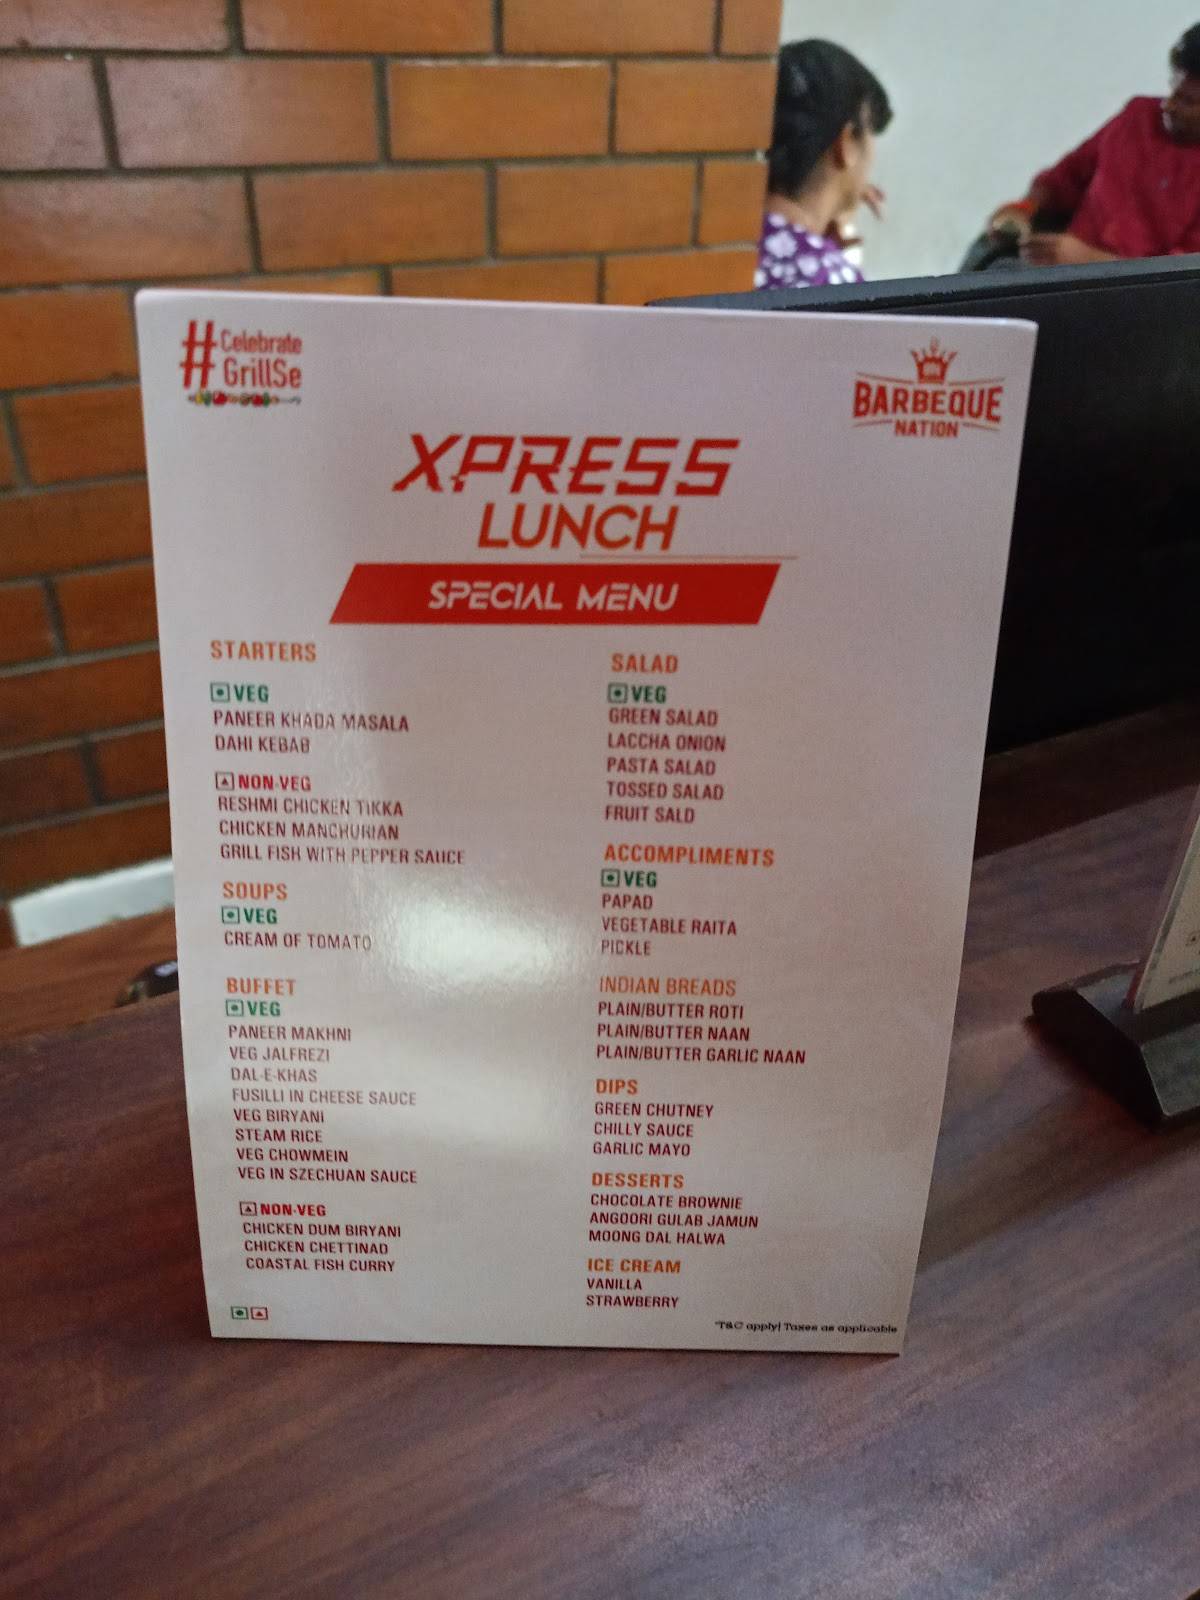 #Celebrate
GrillSe
BARBEQUE
NATION
XPRESS
LUNCH
SPECIAL MENU
STARTERS
VEG
PANEER KHADA MASALA
DAHI KEBAB
NON-VEG
RESHMI CHICKEN TIKKA
CHICKEN MANCHURIAN
GRILL FISH WITH PEPPER SAUCE
SOUPS
VEG
CREAM OF TOMATO
BUFFET
VEG
PANEER MAKHNI
VEG JALFREZI
DAL-E-KHAS
FUSILLI IN CHEESE SAUCE
VEG BIRYANI
STEAM RICE
VEG CHOWMEIN
VEG IN SZECHUAN SAUCE
NON-VEG
CHICKEN DUM BIRYANI
CHICKEN CHETTINAD
COASTAL FISH CURRY
SALAD
VEG
GREEN SALAD
LACCHA ONION
PASTA SALAD
TOSSED SALAD
FRUIT SALD
ACCOMPLIMENTS
VEG
PAPAD
VEGETABLE RAITA
PICKLE
INDIAN BREADS
PLAIN/BUTTER ROTI
PLAIN/BUTTER NAAN
PLAIN/BUTTER GARLIC NAAN
DIPS
GREEN CHUTNEY
CHILLY SAUCE
GARLIC MAYO
DESSERTS
CHOCOLATE BROWNIE
ANGOORI GULAB JAMUN
MOONG DAL HALWA
ICE CREAM
VANILLA
STRAWBERRY
*T&C apply| Taxes as applicable